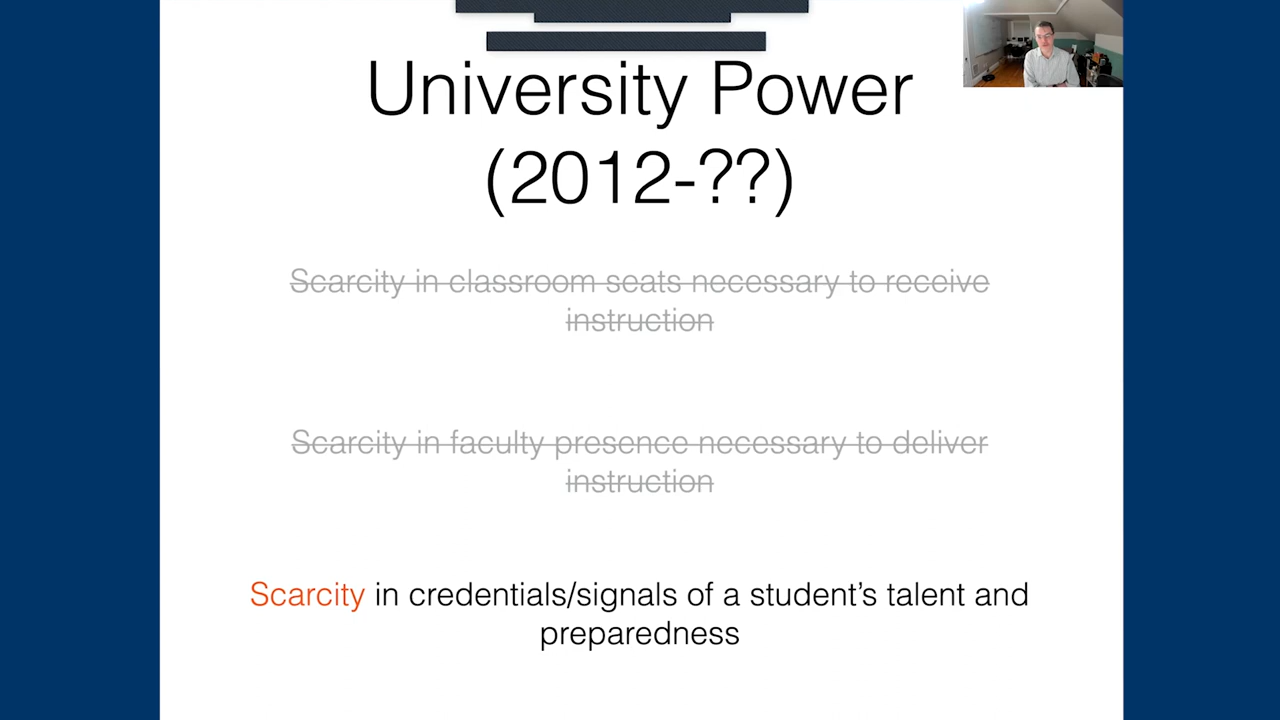 University Power
(2012-??)
Scarcity in classroom seats necessary to receive
instruction
Scarcity in faculty presence necessary to deliver
instruction
Scarcity in credentials/signals of a student’s talent and
preparedness